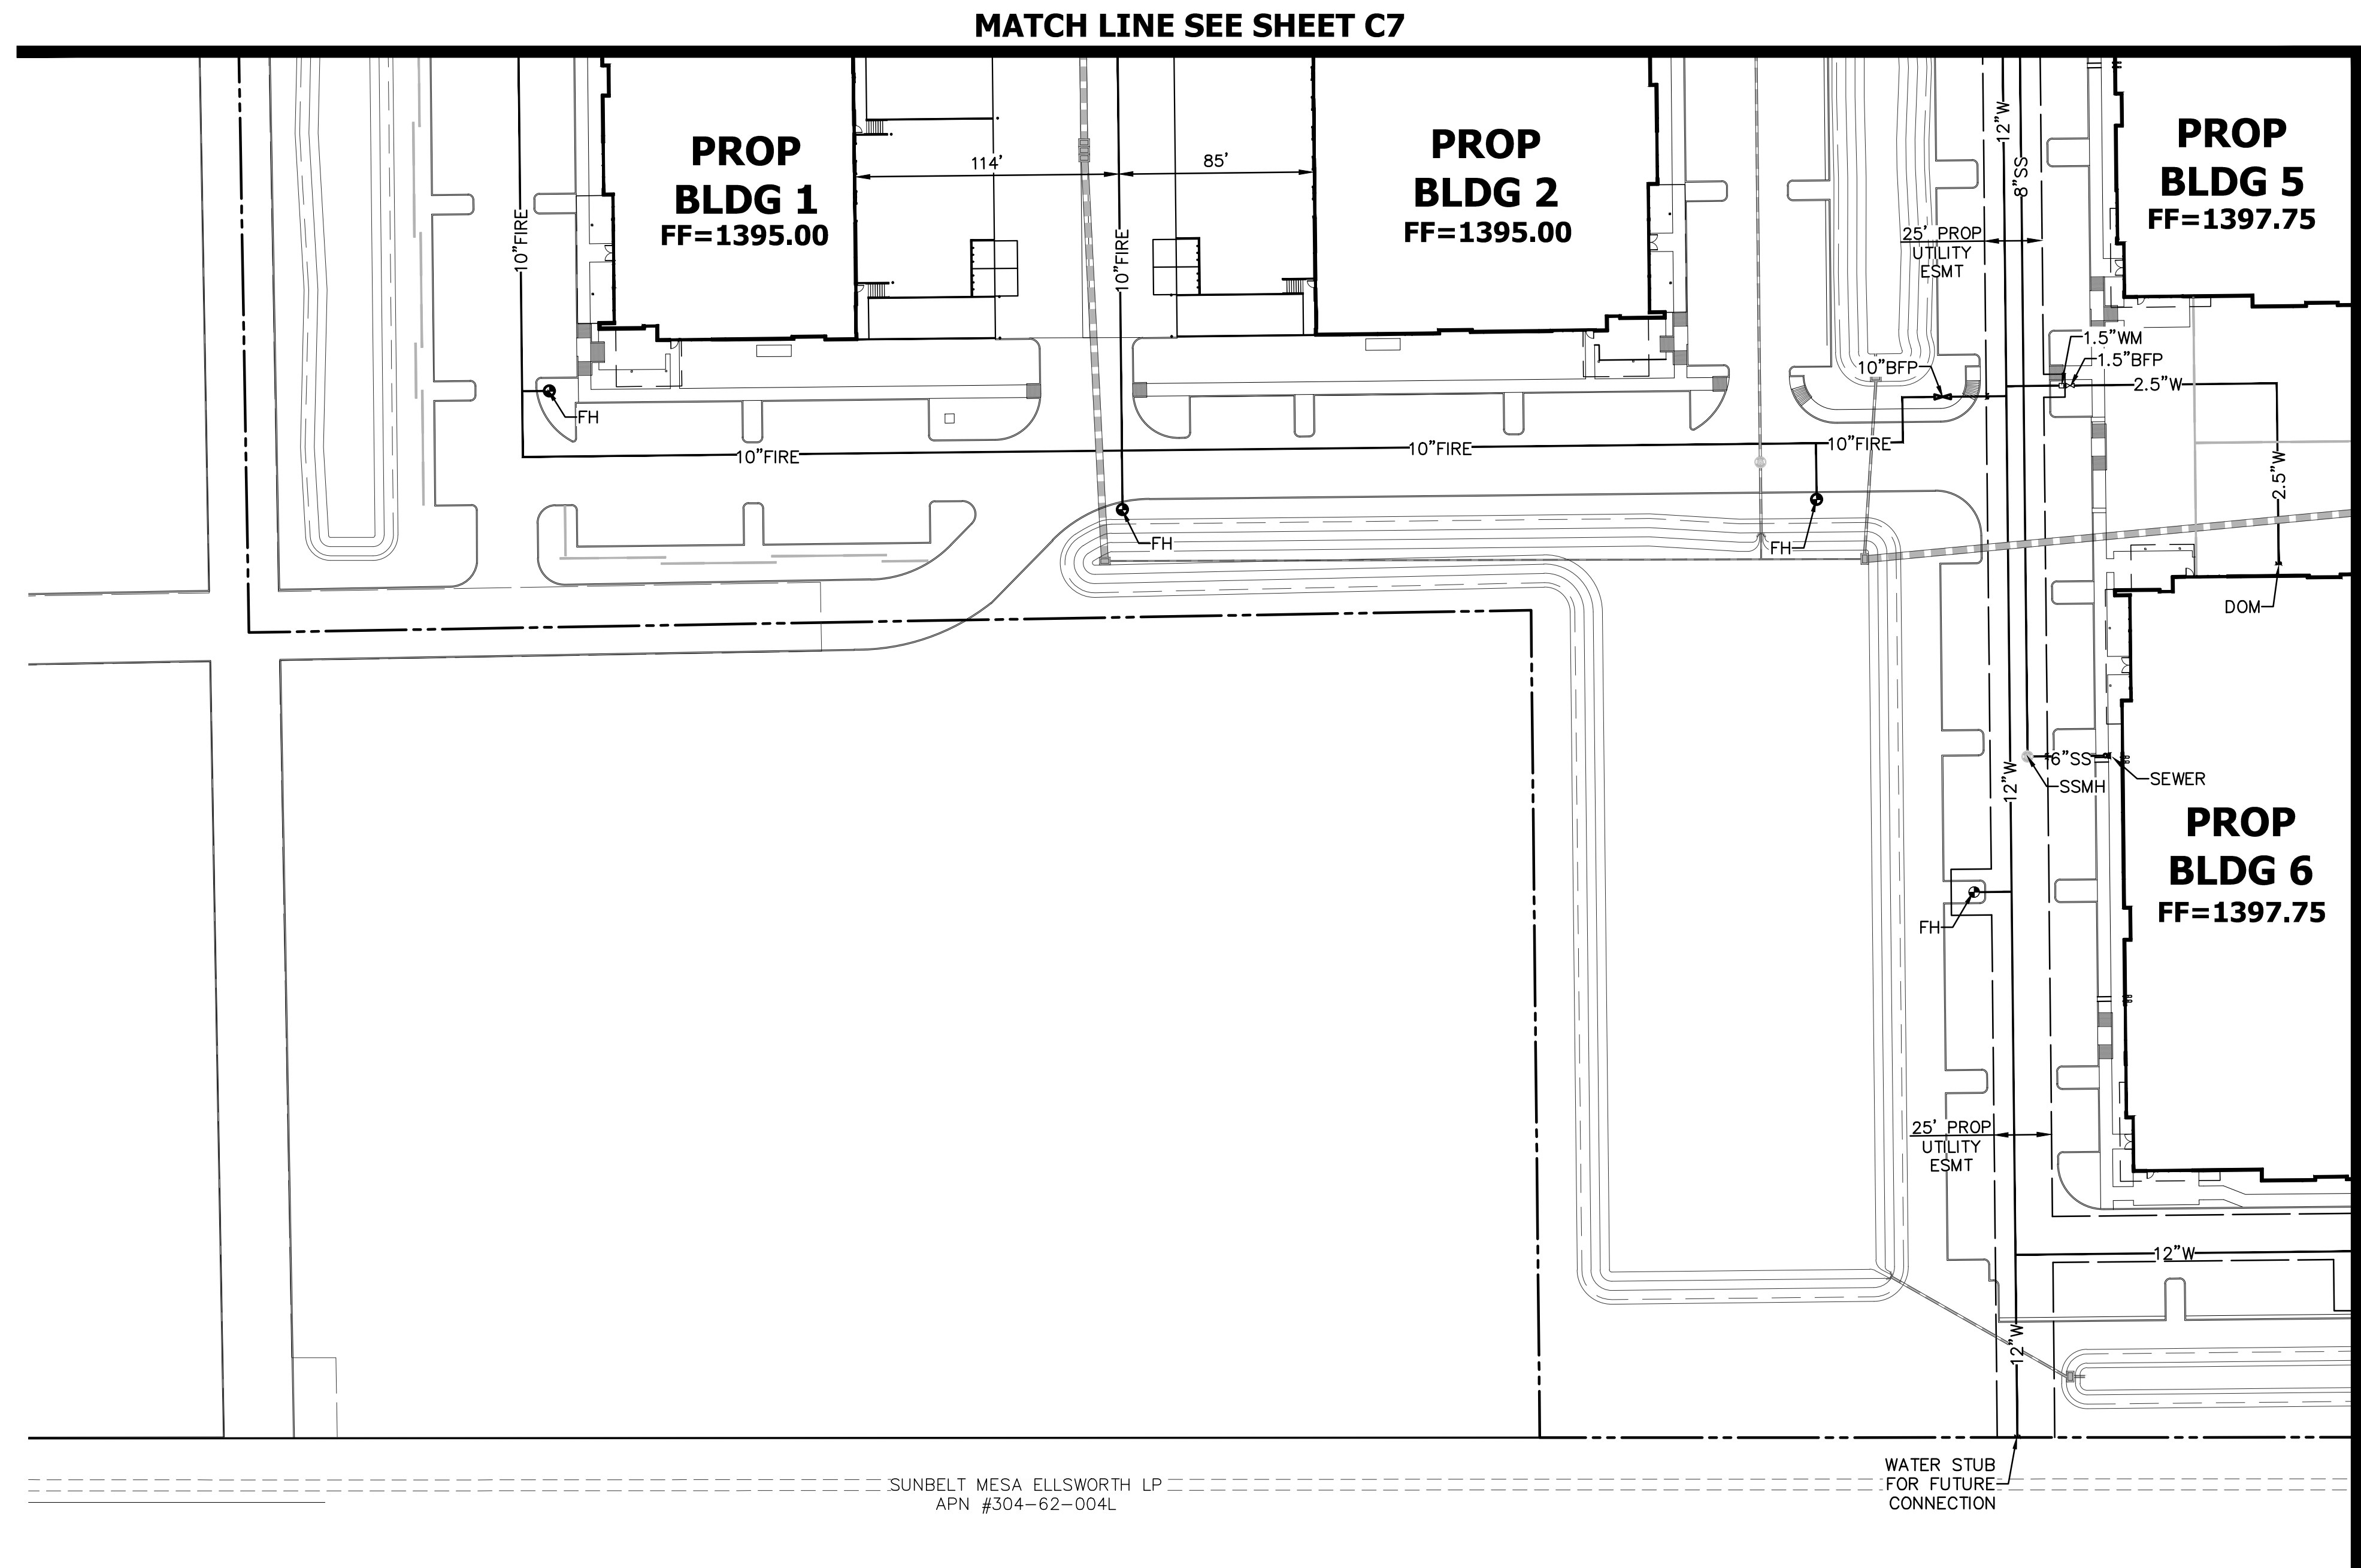 MATCH LINE SEE SHEET C7
PROP
BLDG 1
FF=1395.00
114'
85'
PROP
BLDG 2
FF=1395.00
12"W
8"SS
PROP
BLDG 5
FF=1397.75
10"FIRE
10"FIRE
25' PROP
UTILITY
ESMT
1.5"WM
1.5"BFP
10"BFP
2.5"W
FH
10"FIRE
10"FIRE
10"FIRE
2.5"W
FH
FH
DOM
12"W
6"SS
SSMH
SEWER
PROP
BLDG 6
FF=1397.75
FH
25' PROP
UTILITY
ESMT
12"W
12"W
WATER STUB
FOR FUTURE
CONNECTION
SUNBELT MESA ELLSWORTH LP
APN #304-62-004L